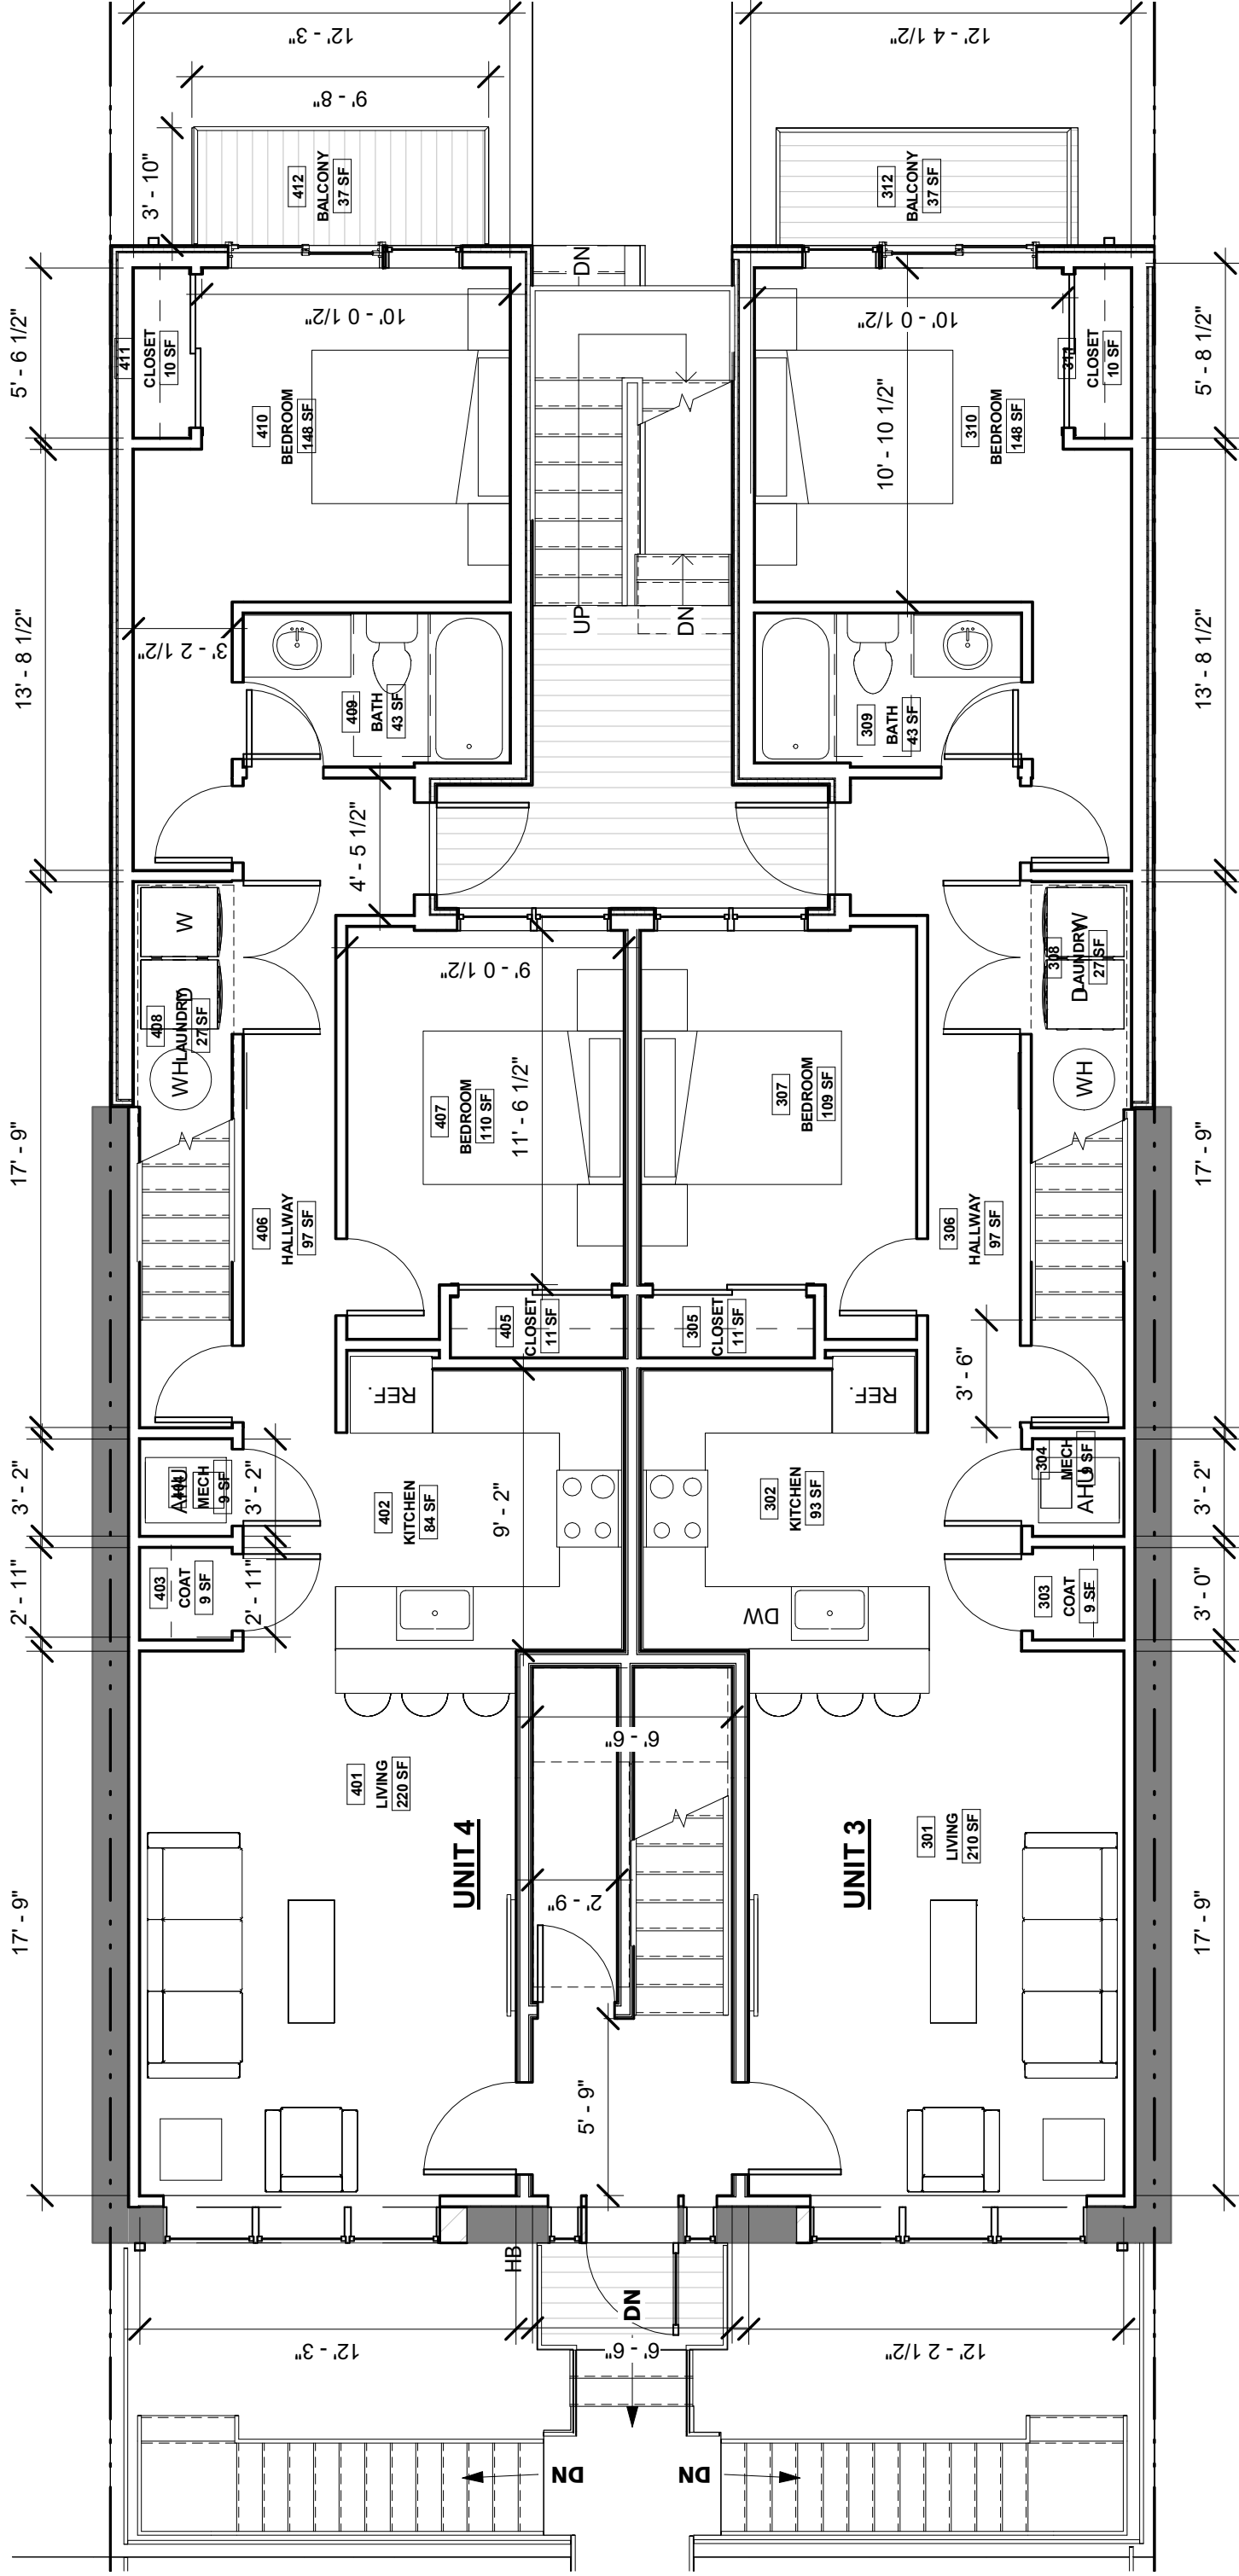 12' - 3"
12' - 4 1/2"
9' - 8"
3' - 10"
412
BALCONY
37 SF
312
BALCONY
37 SF
DN
5' - 6 1/2"
411
CLOSET
10 SF
10' - 0 1/2"
10' - 0 1/2"
311
CLOSET
10 SF
5' - 8 1/2"
410
BEDROOM
148 SF
10' - 10 1/2"
310
BEDROOM
148 SF
13' - 8 1/2"
3' - 2 1/2"
UP
DN
13' - 8 1/2"
409
BATH
43 SF
309
BATH
43 SF
4' - 5 1/2"
W
D
408
LAUNDRY
27 SF
WH
9' - 0 1/2"
W
D
308
LAUNDRY
27 SF
WH
17' - 9"
407
BEDROOM
110 SF
11' - 6 1/2"
307
BEDROOM
109 SF
17' - 9"
406
HALLWAY
97 SF
306
HALLWAY
97 SF
405
CLOSET
11 SF
305
CLOSET
11 SF
3' - 6"
REF.
REF.
3' - 2"
AHU
404
MECH
9 SF
3' - 2"
402
KITCHEN
84 SF
9' - 2"
302
KITCHEN
93 SF
304
MECH
9 SF
AHU
3' - 2"
2' - 11"
403
COAT
9 SF
2' - 11"
DW
303
COAT
9 SF
3' - 0"
6' - 6"
401
LIVING
220 SF
UNIT 4
2' - 9"
UNIT 3
301
LIVING
210 SF
17' - 9"
17' - 9"
5' - 9"
HB
DN
12' - 3"
6' - 6"
12' - 2 1/2"
DN
DN